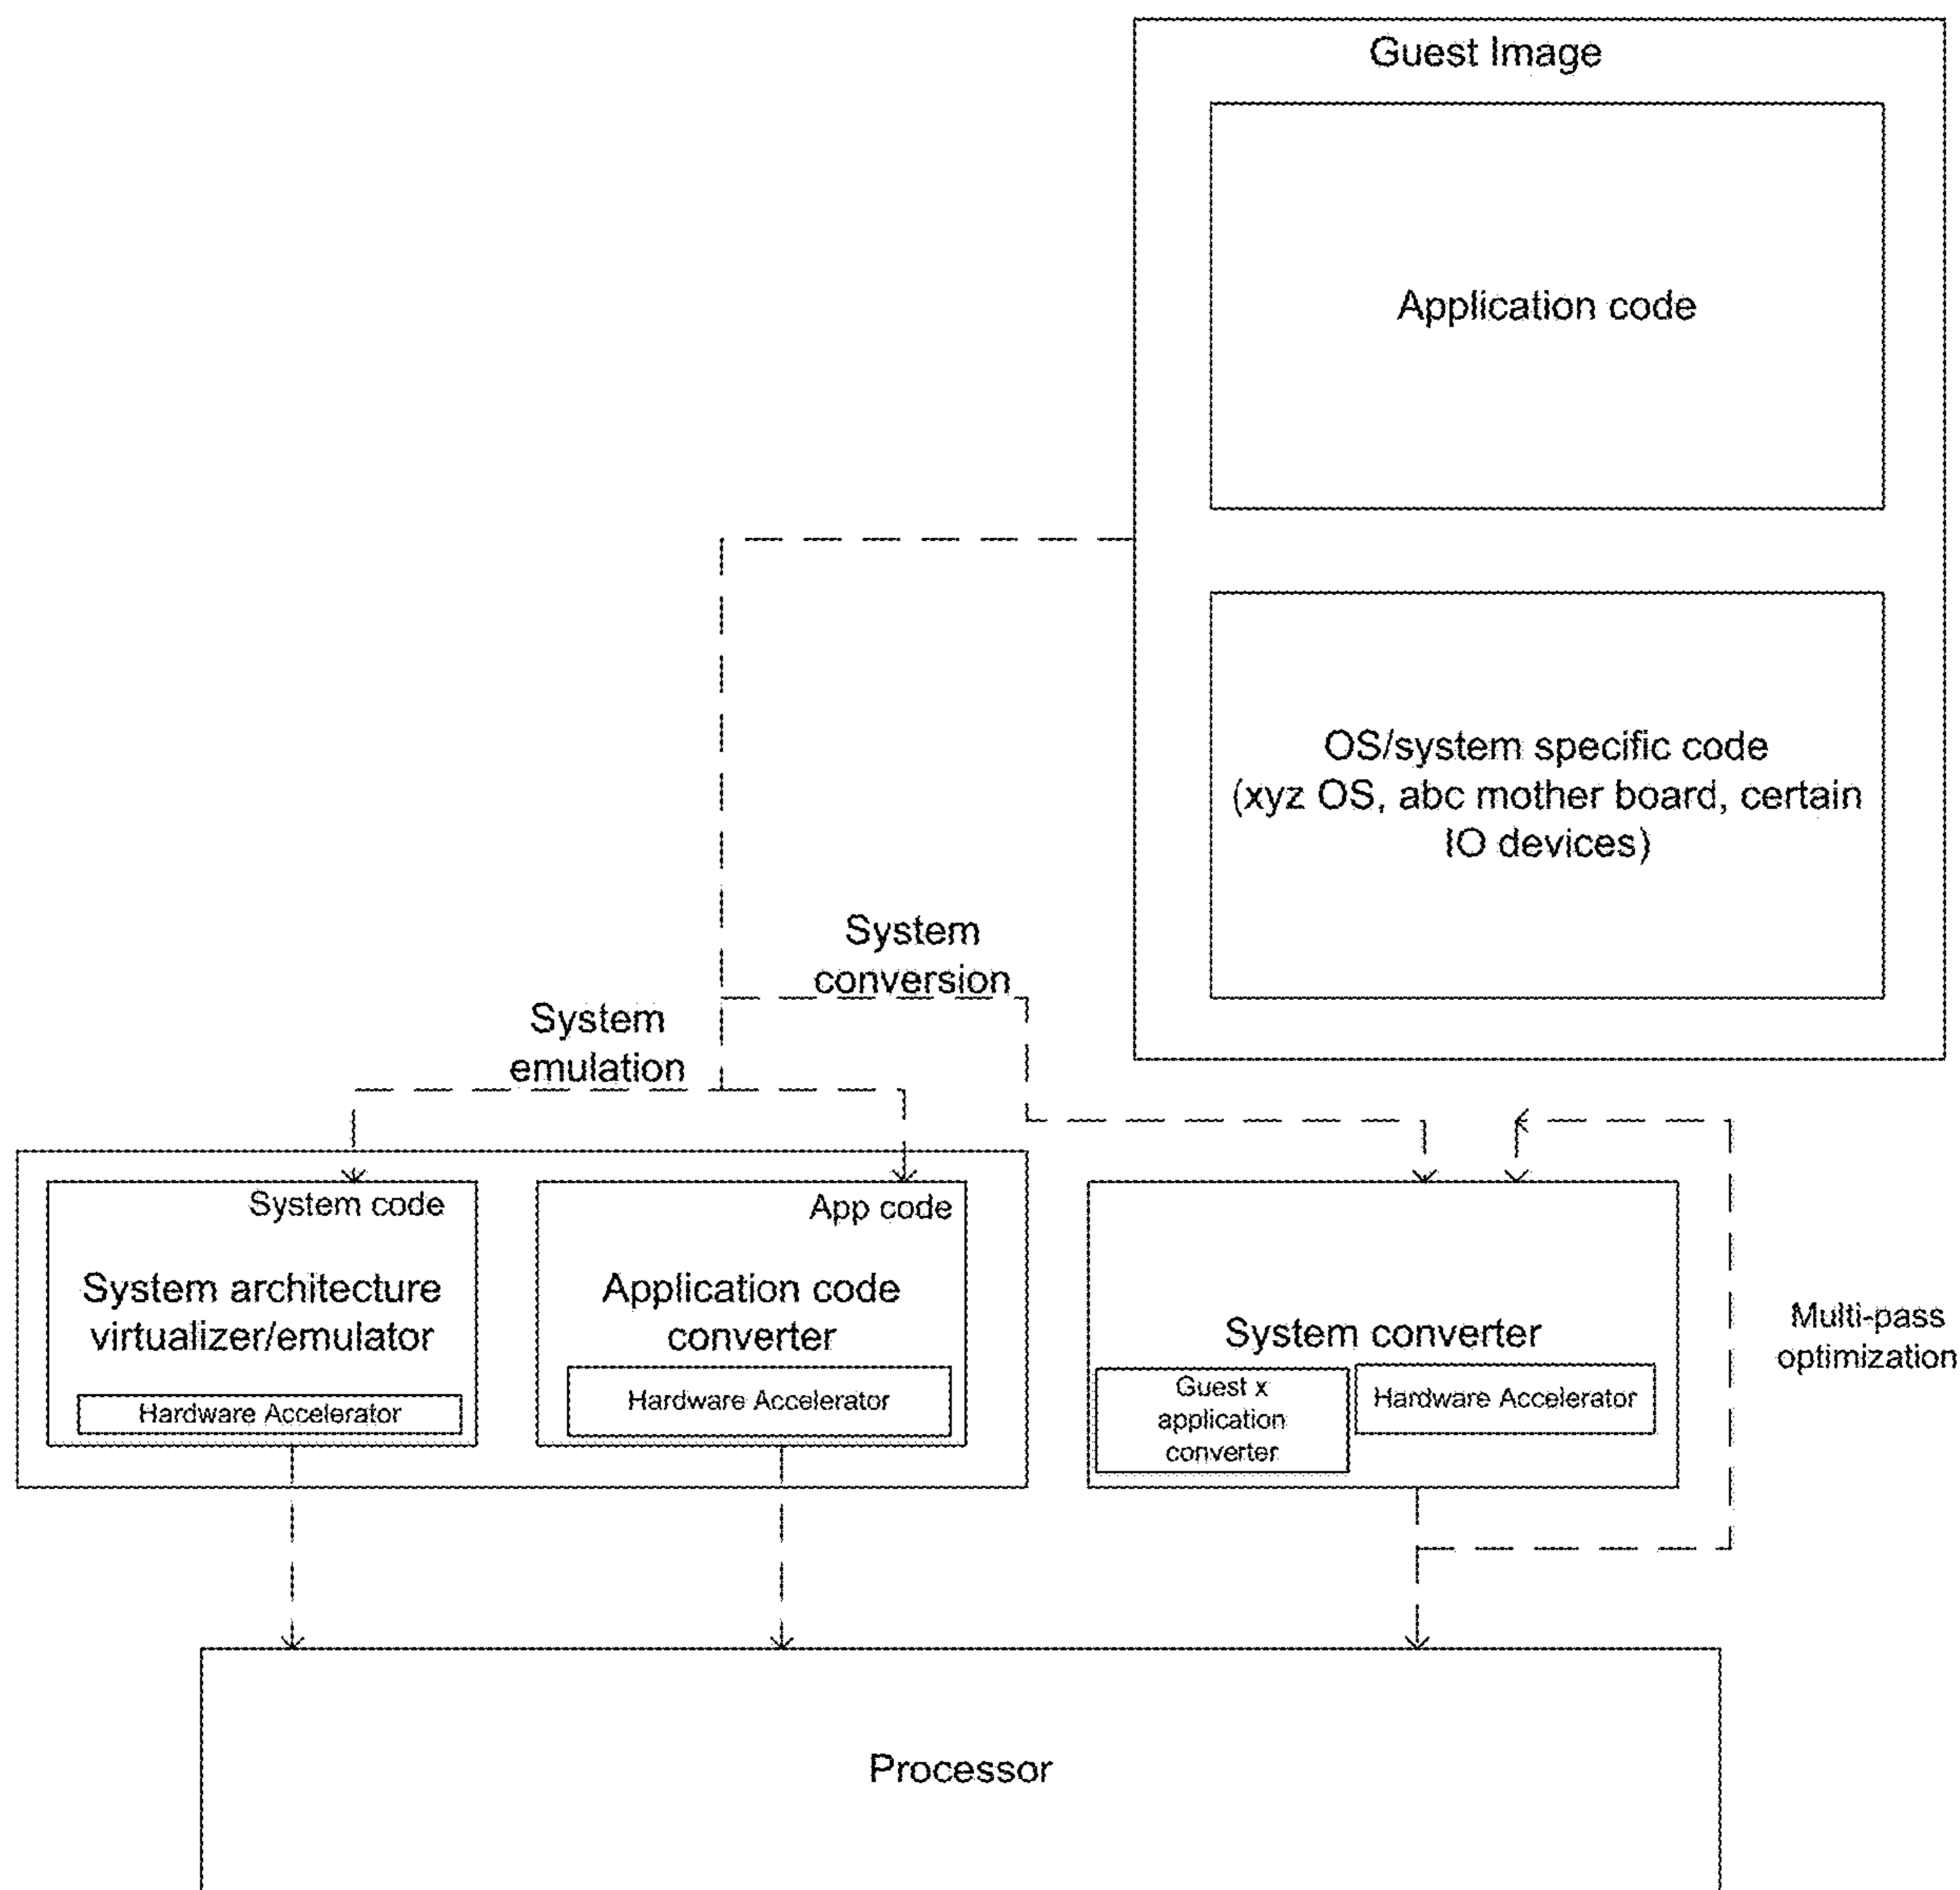 Guest Image
Application code
OS/system specific code
(xyz OS, abc mother board, certain
IO devices)
System
conversion
System
emulation
System code
System architecture
virtualizer/emulator
Hardware Accelerator
App code
Application code
converter
Hardware Accelerator
System converter
Guest x
application
converter
Hardware Accelerator
Multi-pass
optimization
Processor